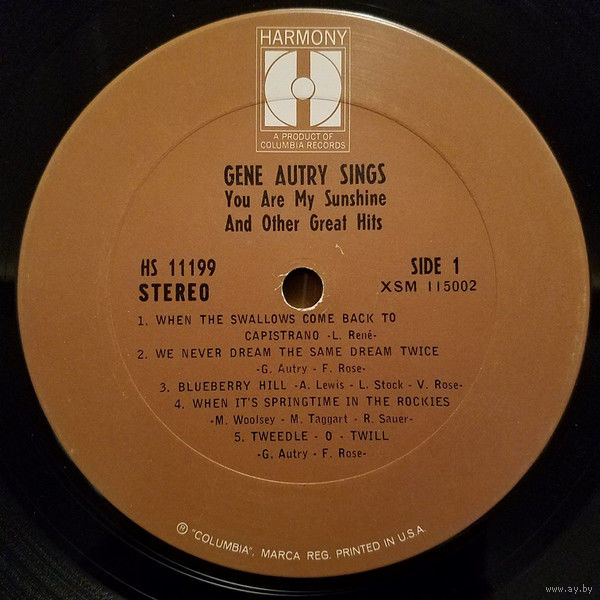 HARMONY
A PRODUCT OF
COLUMBIA RECORDS
GENE AUTRY SINGS
You Are My Sunshine
And Other Great Hits
HS 11199
STEREO
SIDE 1
XSM 115002
1. WHEN THE SWALLOWS COME BACK TO
CAPISTRANO -L. René-
2. WE NEVER DREAM THE SAME DREAM TWICE
-G. Autry - F. Rose-
3. BLUEBERRY HILL -A. Lewis - L. Stock - V. Rose-
4. WHEN IT'S SPRINGTIME IN THE ROCKIES
-M. Woolsey - M. Taggart - R. Sauer-
5. TWEEDLE - O - TWILL
-G. Autry - F. Rose-
® "COLUMBIA", MARCA REG. PRINTED IN U.S.A.
www.ay.by